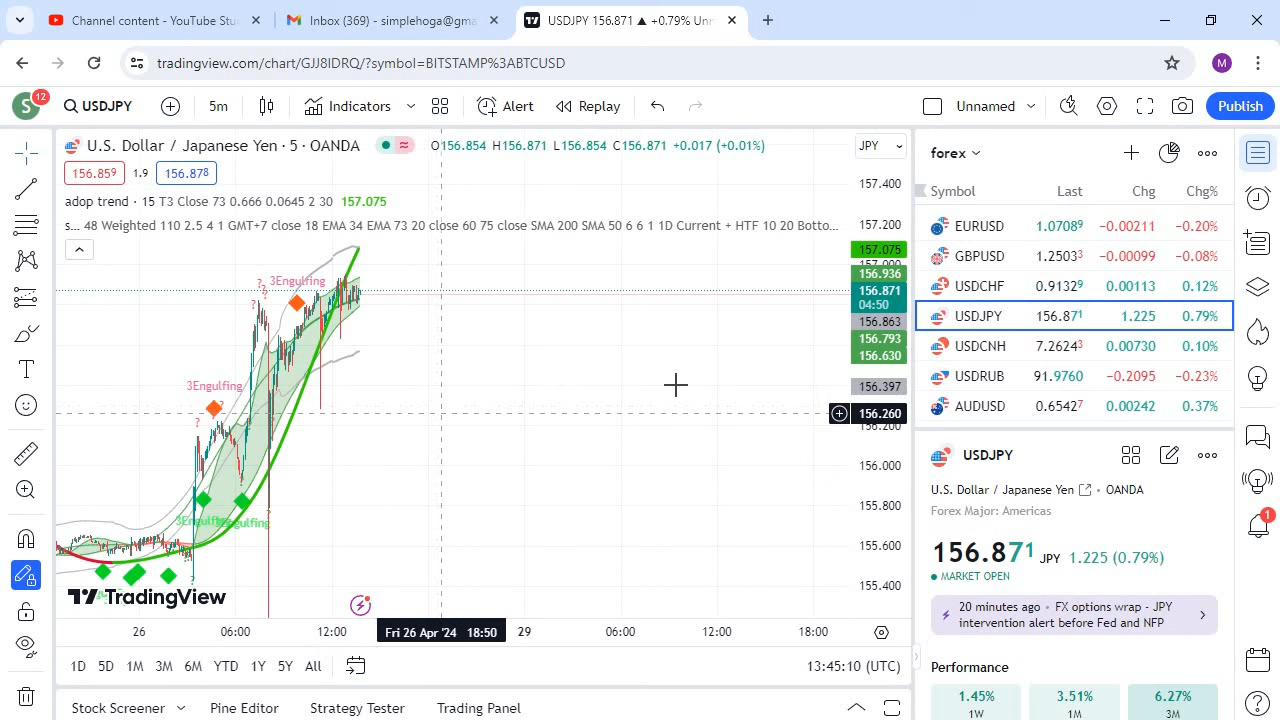 Channel content - YouTube Stu
Inbox (369) - simplehoga@gma
USDJPY 156.871 ▲ +0.79% Unn
tradingview.com/chart/GJJ8IDRQ/?symbol=BITSTAMP%3ABTCUSD
M
S 12
USDJPY
5m
Indicators
Alert
Replay
Unnamed
Publish
U.S. Dollar / Japanese Yen · 5 · OANDA
O156.854 H156.871 L156.854 C156.871 +0.017 (+0.01%)
JPY
156.859 1.9 156.878
adop trend · 15 T3 Close 73 0.666 0.0645 2 30 157.075
s... 48 Weighted 110 2.5 4 1 GMT+7 close 18 EMA 34 EMA 73 20 close 60 75 close SMA 200 SMA 50 6 6 1 1D Current + HTF 10 20 Botto...
157.400
157.200
157.075
157.000
156.936
156.871
04:50
156.863
156.793
156.630
156.397
156.260
156.200
156.000
155.800
155.600
155.400
3Engulfing
3Engulfing
3Engulfing
TradingView
26
06:00
12:00
Fri 26 Apr '24 18:50
29
06:00
12:00
18:00
1D 5D 1M 3M 6M YTD 1Y 5Y All
13:45:10 (UTC)
Stock Screener
Pine Editor
Strategy Tester
Trading Panel
forex
Symbol Last Chg Chg%
EURUSD 1.07089 −0.00211 −0.20%
GBPUSD 1.25033 −0.00099 −0.08%
USDCHF 0.91329 0.00113 0.12%
USDJPY 156.871 1.225 0.79%
USDCNH 7.26243 0.00730 0.10%
USDRUB 91.9760 −0.2095 −0.23%
AUDUSD 0.65427 0.00242 0.37%
USDJPY
U.S. Dollar / Japanese Yen · OANDA
Forex Major: Americas
156.871 JPY 1.225 (0.79%)
MARKET OPEN
20 minutes ago · FX options wrap - JPY
intervention alert before Fed and NFP
Performance
1.45% 3.51% 6.27%
1W 1M 3M
1